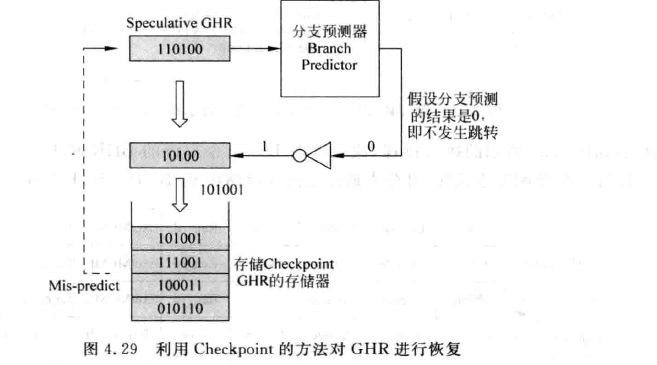 Speculative GHR
110100
分支预测器
Branch
Predictor
假设分支预测
的结果是0,
即不发生跳转
10100
1
0
101001
101001
111001
100011
010110
存储Checkpoint
GHR的存储器
Mis-predict
图 4.29 利用 Checkpoint 的方法对 GHR 进行恢复